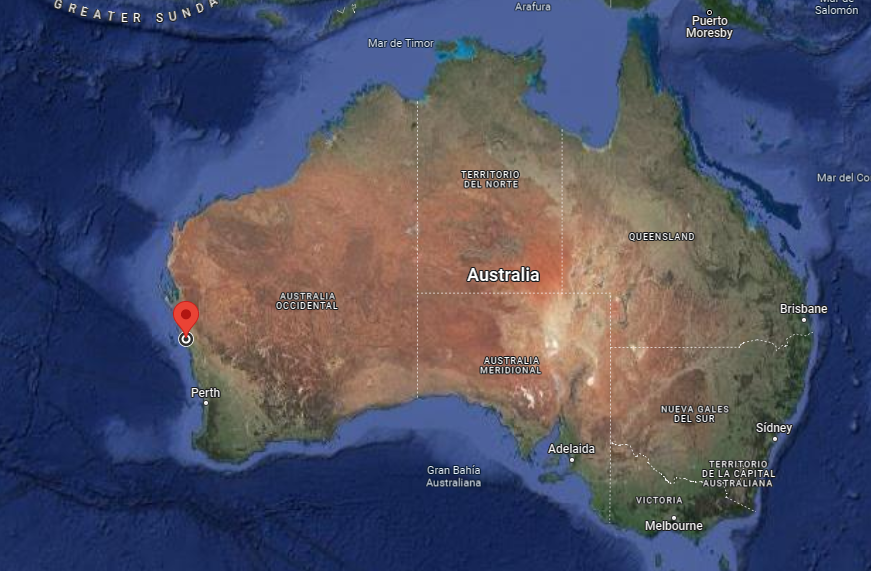 GREATER SUNDA
Arafura
Salomón
Puerto
Moresby
Mar de Timor
TERRITORIO
DEL NORTE
Mar del Co
QUEENSLAND
Australia
AUSTRALIA
OCCIDENTAL
Brisbane
AUSTRALIA
MERIDIONAL
Perth
NUEVA GALES
DEL SUR
Sídney
Adelaida
Gran Bahía
Australiana
TERRITORIO
DE LA CAPITAL
AUSTRALIANA
VICTORIA
Melbourne